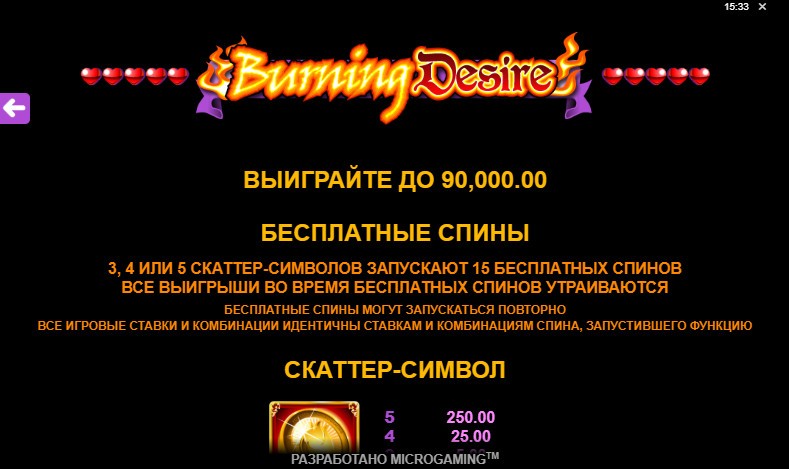 15:33
Burning Desire
ВЫИГРАЙТЕ ДО 90,000.00
БЕСПЛАТНЫЕ СПИНЫ
3, 4 ИЛИ 5 СКАТТЕР-СИМВОЛОВ ЗАПУСКАЮТ 15 БЕСПЛАТНЫХ СПИНОВ
ВСЕ ВЫИГРЫШИ ВО ВРЕМЯ БЕСПЛАТНЫХ СПИНОВ УТРАИВАЮТСЯ
БЕСПЛАТНЫЕ СПИНЫ МОГУТ ЗАПУСКАТЬСЯ ПОВТОРНО
ВСЕ ИГРОВЫЕ СТАВКИ И КОМБИНАЦИИ ИДЕНТИЧНЫ СТАВКАМ И КОМБИНАЦИЯМ СПИНА, ЗАПУСТИВШЕГО ФУНКЦИЮ
СКАТТЕР-СИМВОЛ
5 250.00
4 25.00
РАЗРАБОТАНО MICROGAMING™